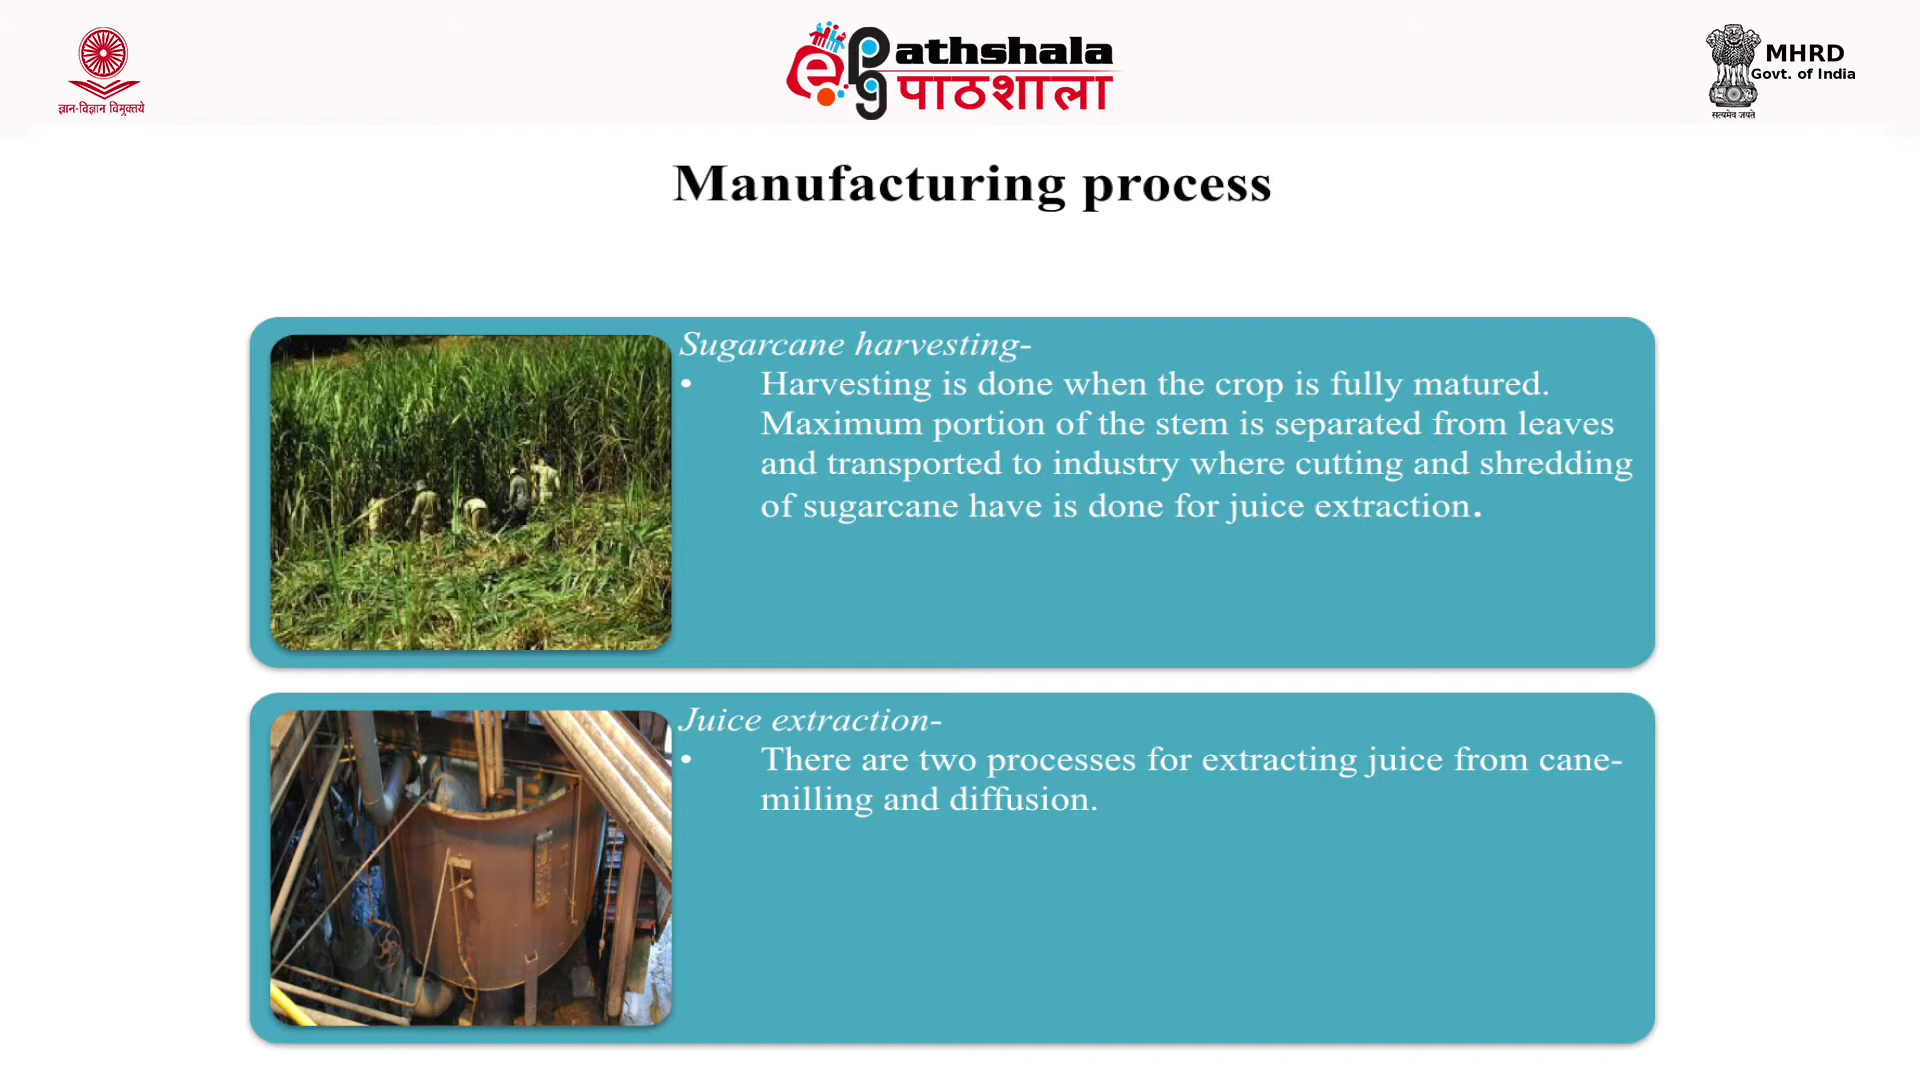 ज्ञान-विज्ञान विमुक्तये
e
pg
athshala
पाठशाला
MHRD
Govt. of India
सत्यमेव जयते
Manufacturing process
Sugarcane harvesting-
• Harvesting is done when the crop is fully matured.
Maximum portion of the stem is separated from leaves
and transported to industry where cutting and shredding
of sugarcane have is done for juice extraction.
Juice extraction-
• There are two processes for extracting juice from cane-
milling and diffusion.